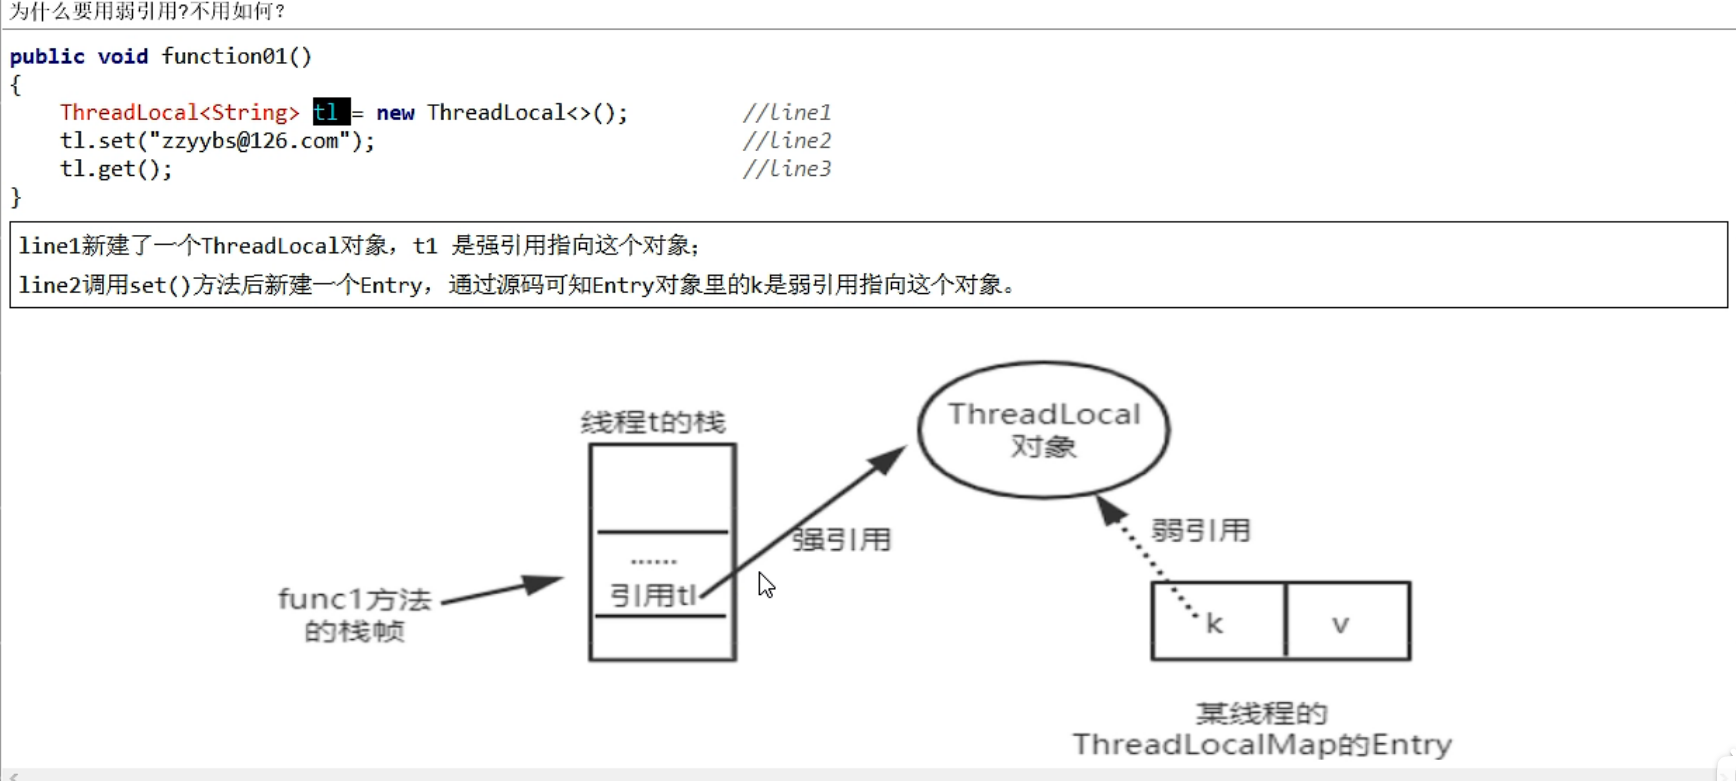 为什么要用弱引用?不用如何?
public void function01()
{
    ThreadLocal<String> tl = new ThreadLocal<>();         //line1
    tl.set("zzyybs@126.com");                             //line2
    tl.get();                                             //line3
}
line1新建了一个ThreadLocal对象，t1 是强引用指向这个对象；
line2调用set()方法后新建一个Entry，通过源码可知Entry对象里的k是弱引用指向这个对象。
线程t的栈
ThreadLocal
对象
强引用
弱引用
......
引用tl
func1方法
的栈帧
k
v
某线程的
ThreadLocalMap的Entry